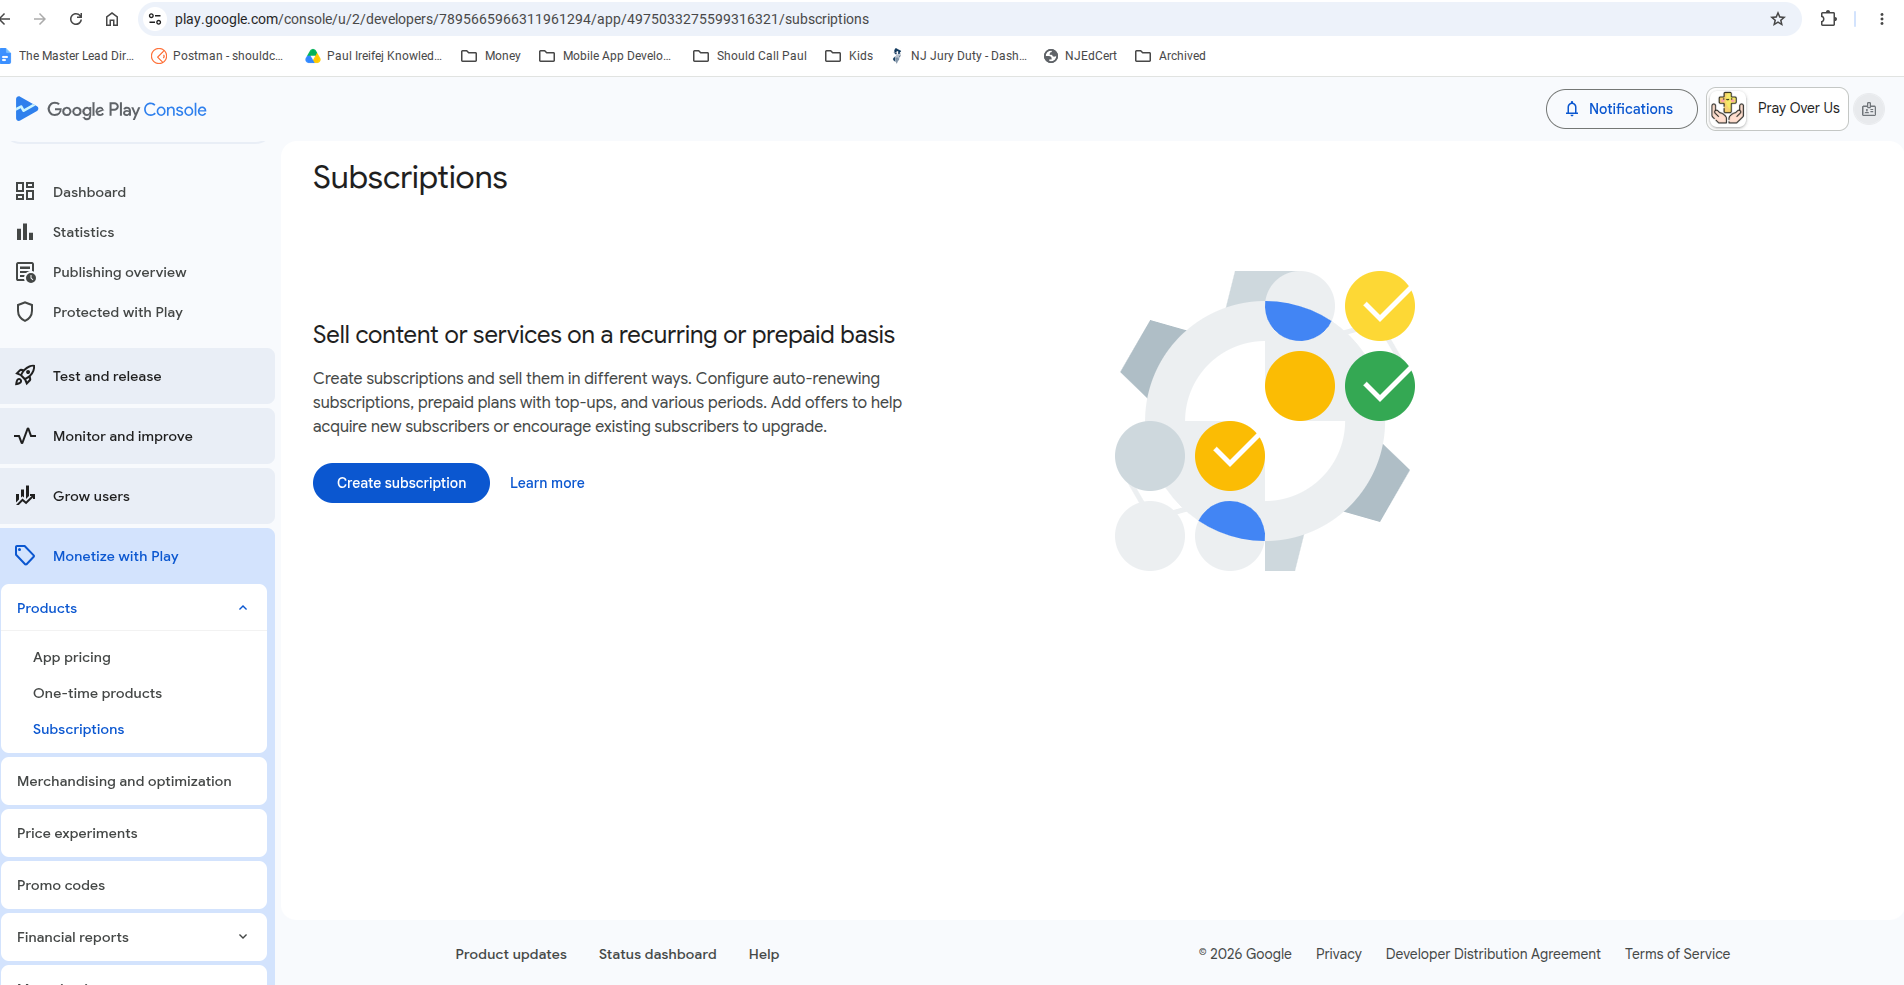 play.google.com/console/u/2/developers/7895665966311961294/app/4975033275599316321/subscriptions
The Master Lead Dir...
Postman - shouldc...
Paul Ireifej Knowled...
Money
Mobile App Develo...
Should Call Paul
Kids
NJ Jury Duty - Dash...
NJEdCert
Archived
Google Play Console
Notifications
Pray Over Us
Dashboard
Statistics
Publishing overview
Protected with Play
Test and release
Monitor and improve
Grow users
Monetize with Play
Products
App pricing
One-time products
Subscriptions
Merchandising and optimization
Price experiments
Promo codes
Financial reports
Subscriptions
Sell content or services on a recurring or prepaid basis
Create subscriptions and sell them in different ways. Configure auto-renewing
subscriptions, prepaid plans with top-ups, and various periods. Add offers to help
acquire new subscribers or encourage existing subscribers to upgrade.
Create subscription
Learn more
Product updates
Status dashboard
Help
© 2026 Google
Privacy
Developer Distribution Agreement
Terms of Service